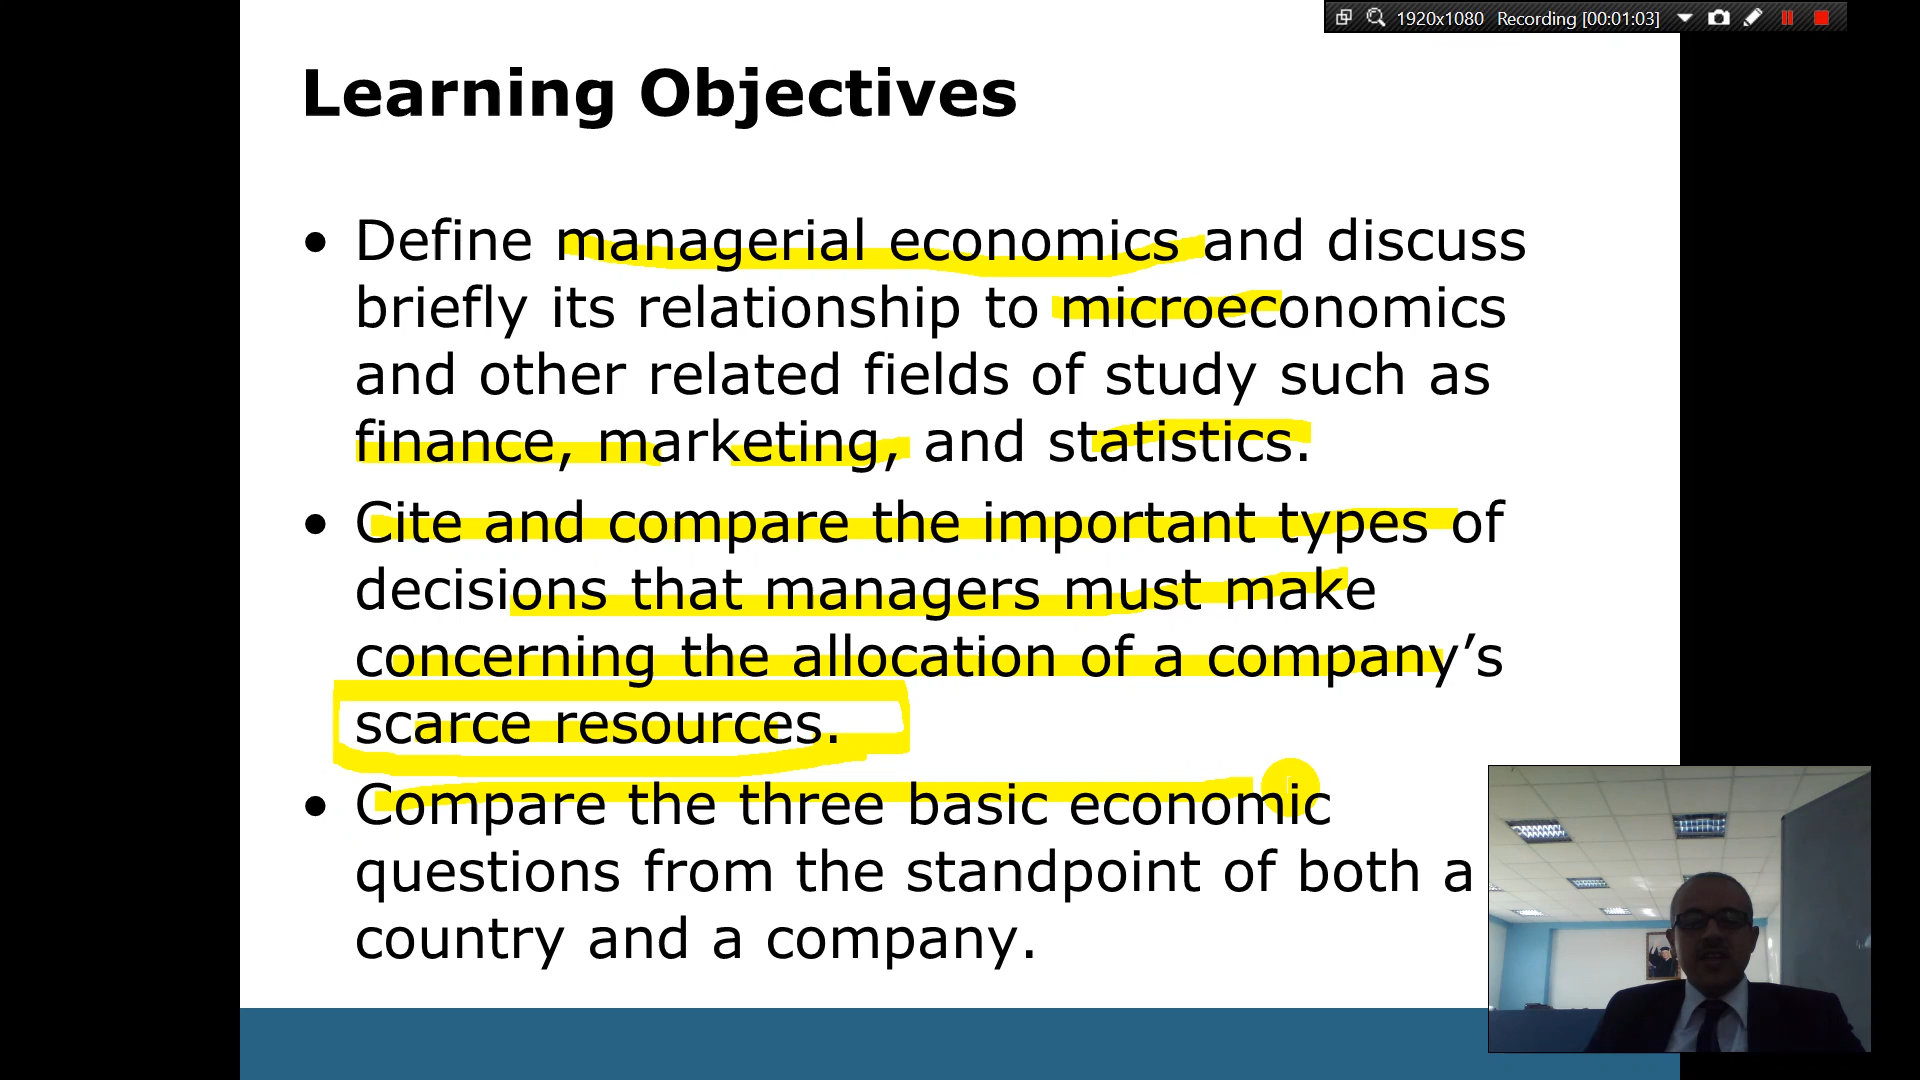 1920x1080 Recording [00:01:03]
Learning Objectives
• Define managerial economics and discuss
briefly its relationship to microeconomics
and other related fields of study such as
finance, marketing, and statistics.
• Cite and compare the important types of
decisions that managers must make
concerning the allocation of a company’s
scarce resources.
• Compare the three basic economic
questions from the standpoint of both a
country and a company.